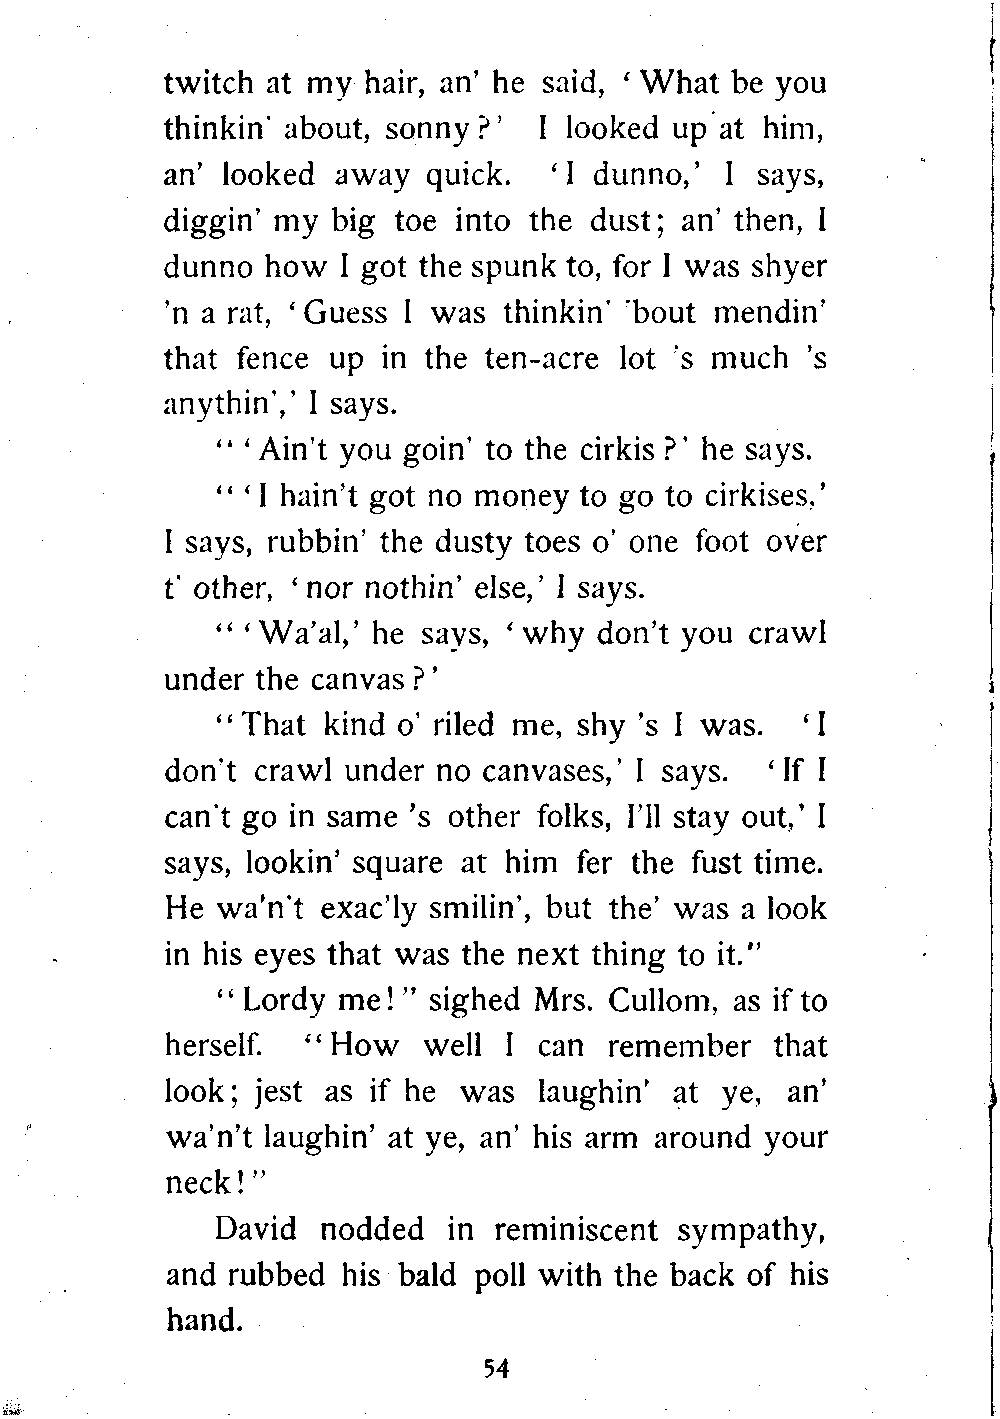 twitch at my hair, an' he said, ‘What be you
thinkin' about, sonny?’ I looked up at him,
an' looked away quick. ‘I dunno,’ I says,
diggin' my big toe into the dust; an' then, I
dunno how I got the spunk to, for I was shyer
'n a rat, ‘Guess I was thinkin' 'bout mendin'
that fence up in the ten-acre lot 's much 's
anythin',’ I says.
“‘Ain't you goin' to the cirkis?’ he says.
“‘I hain't got no money to go to cirkises,’
I says, rubbin' the dusty toes o' one foot over
t' other, ‘nor nothin' else,’ I says.
“‘Wa'al,’ he says, ‘why don't you crawl
under the canvas?’
“That kind o' riled me, shy 's I was. ‘I
don't crawl under no canvases,’ I says. ‘If I
can't go in same 's other folks, I'll stay out,’ I
says, lookin' square at him fer the fust time.
He wa'n't exac'ly smilin', but the' was a look
in his eyes that was the next thing to it.”
“Lordy me!” sighed Mrs. Cullom, as if to
herself. “How well I can remember that
look; jest as if he was laughin' at ye, an'
wa'n't laughin' at ye, an' his arm around your
neck!”
David nodded in reminiscent sympathy,
and rubbed his bald poll with the back of his
hand.
54